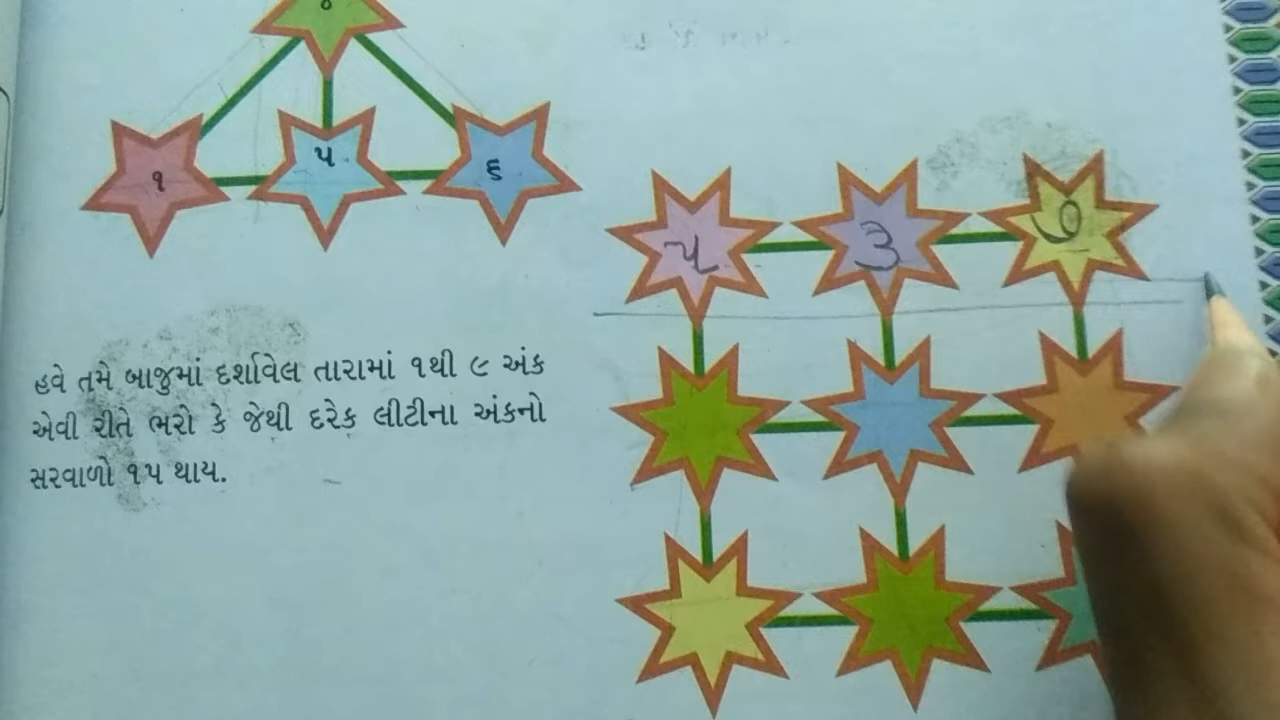 ૧ ૫ ૬
૫ ૩ ૭
હવે તમે બાજુમાં દર્શાવેલ તારામાં ૧થી ૯ અંક
એવી રીતે ભરો કે જેથી દરેક લીટીના અંકનો
સરવાળો ૧૫ થાય.